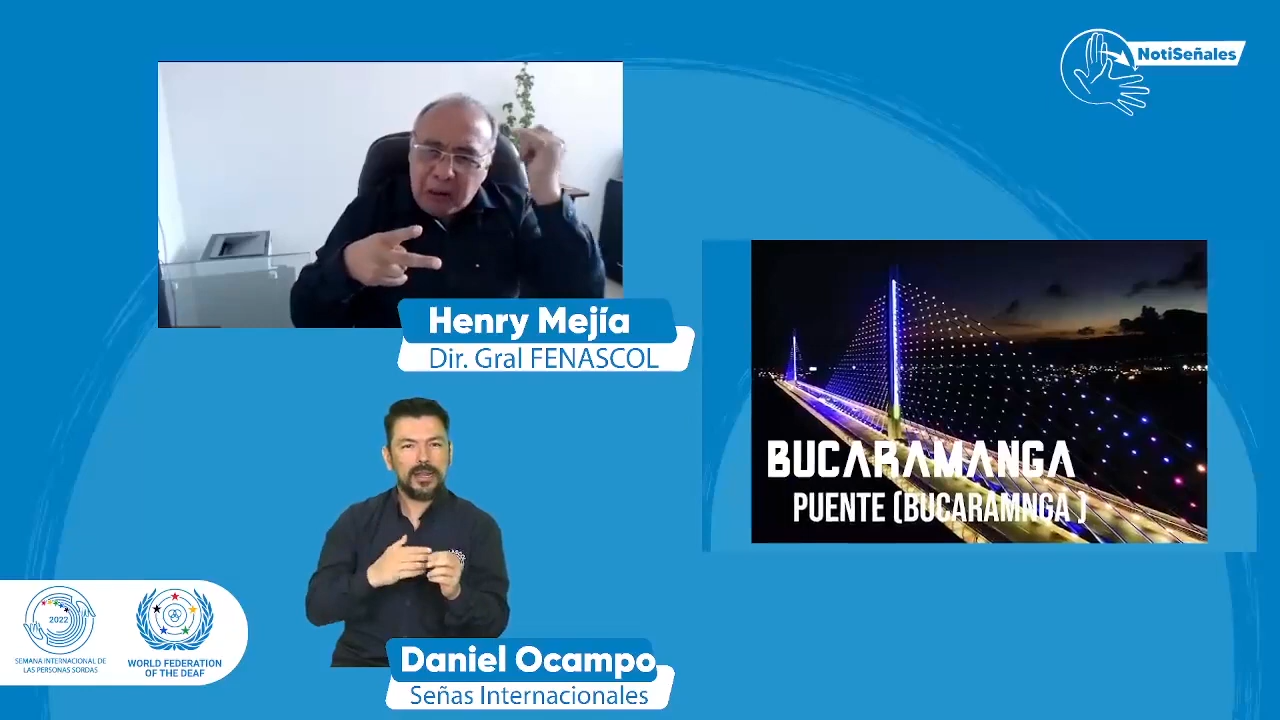 NotiSeñales
Henry Mejía
Dir. Gral FENASCOL
BUCARAMANGA
PUENTE (BUCARAMNGA )
Daniel Ocampo
Señas Internacionales
2022
SEMANA INTERNACIONAL DE
LAS PERSONAS SORDAS
WORLD FEDERATION
OF THE DEAF